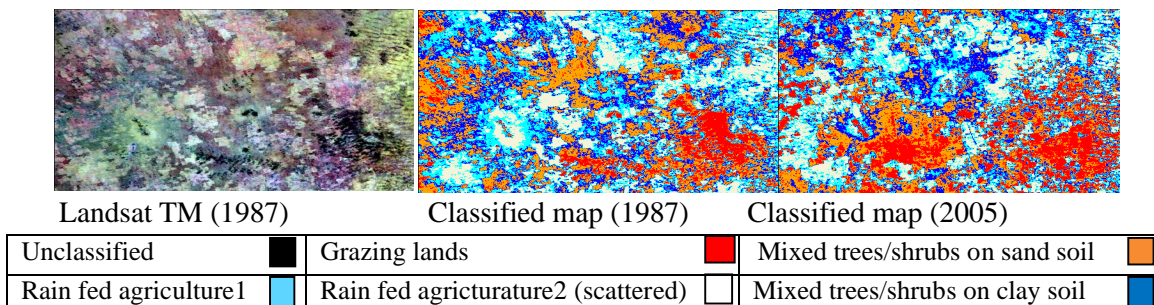 Landsat TM (1987) Classified map (1987) Classified map (2005)
Unclassified Grazing lands Mixed trees/shrubs on sand soil
Rain fed agriculture1 Rain fed agricturature2 (scattered) Mixed trees/shrubs on clay soil